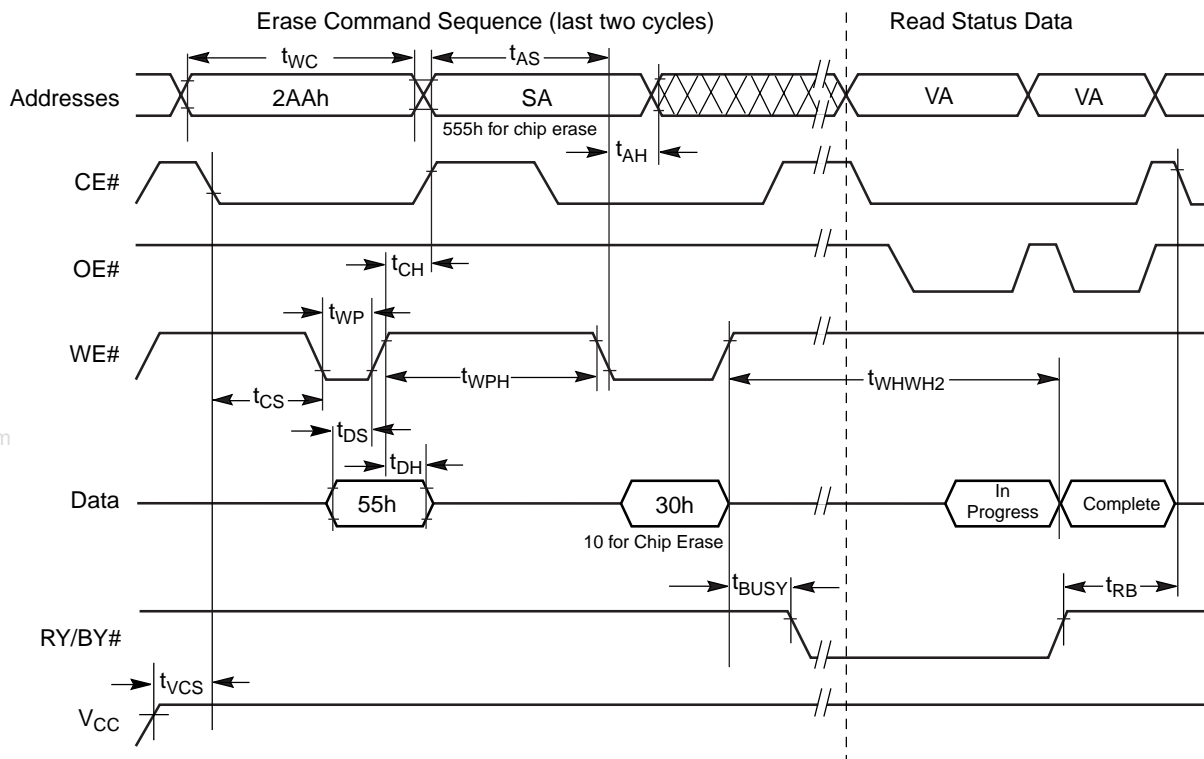 Erase Command Sequence (last two cycles)
Read Status Data
tWC
tAS
Addresses
2AAh
SA
VA
VA
555h for chip erase
tAH
CE#
OE#
tCH
tWP
WE#
tWPH
tWHWH2
tCS
tDS
m
tDH
Data
55h
30h
In
Progress
Complete
10 for Chip Erase
tBUSY
tRB
RY/BY#
tVCS
VCC